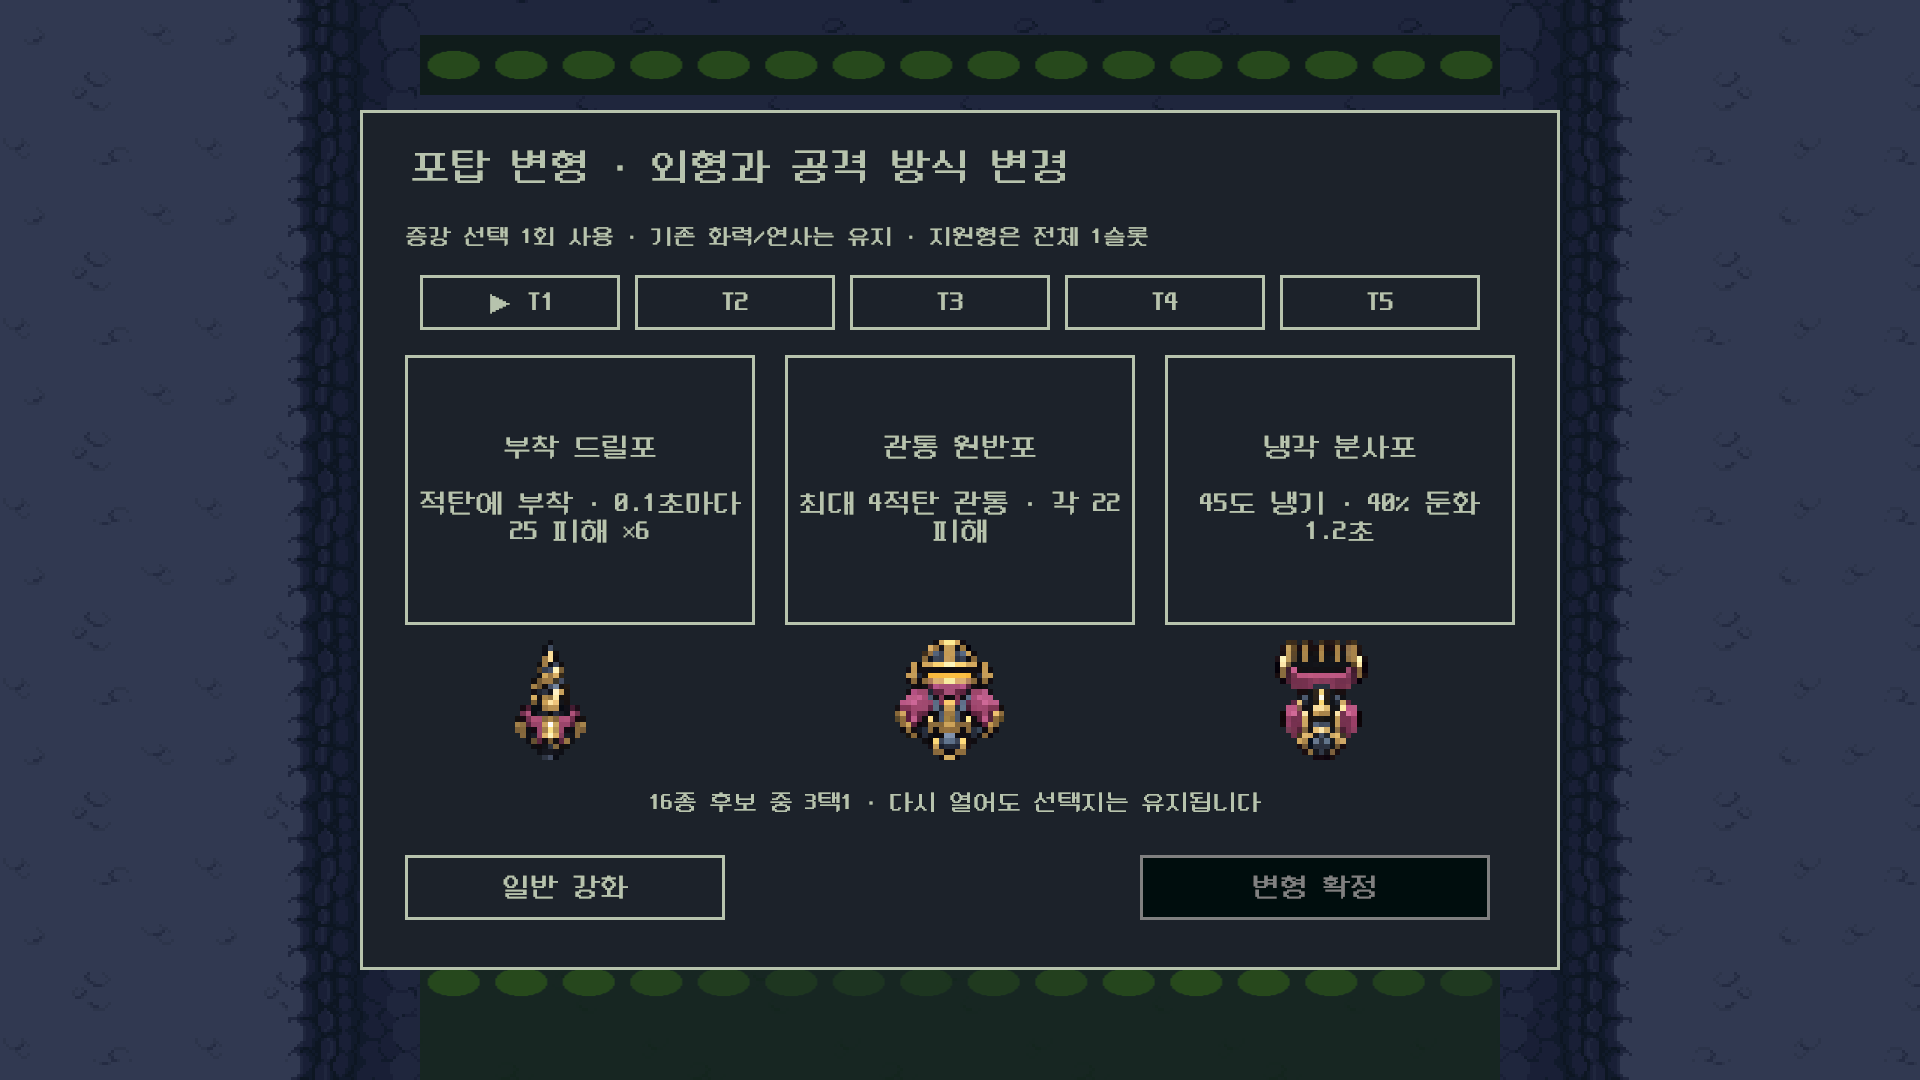 포탑 변형 · 외형과 공격 방식 변경
증강 선택 1회 사용 · 기존 화력/연사는 유지 · 지원형은 전체 1슬롯
▶ T1
T2
T3
T4
T5
부착 드릴포
적탄에 부착 · 0.1초마다
25 피해 ×6
관통 원반포
최대 4적탄 관통 · 각 22
피해
냉각 분사포
45도 냉기 · 40% 둔화
1.2초
16종 후보 중 3택1 · 다시 열어도 선택지는 유지됩니다
일반 강화
변형 확정